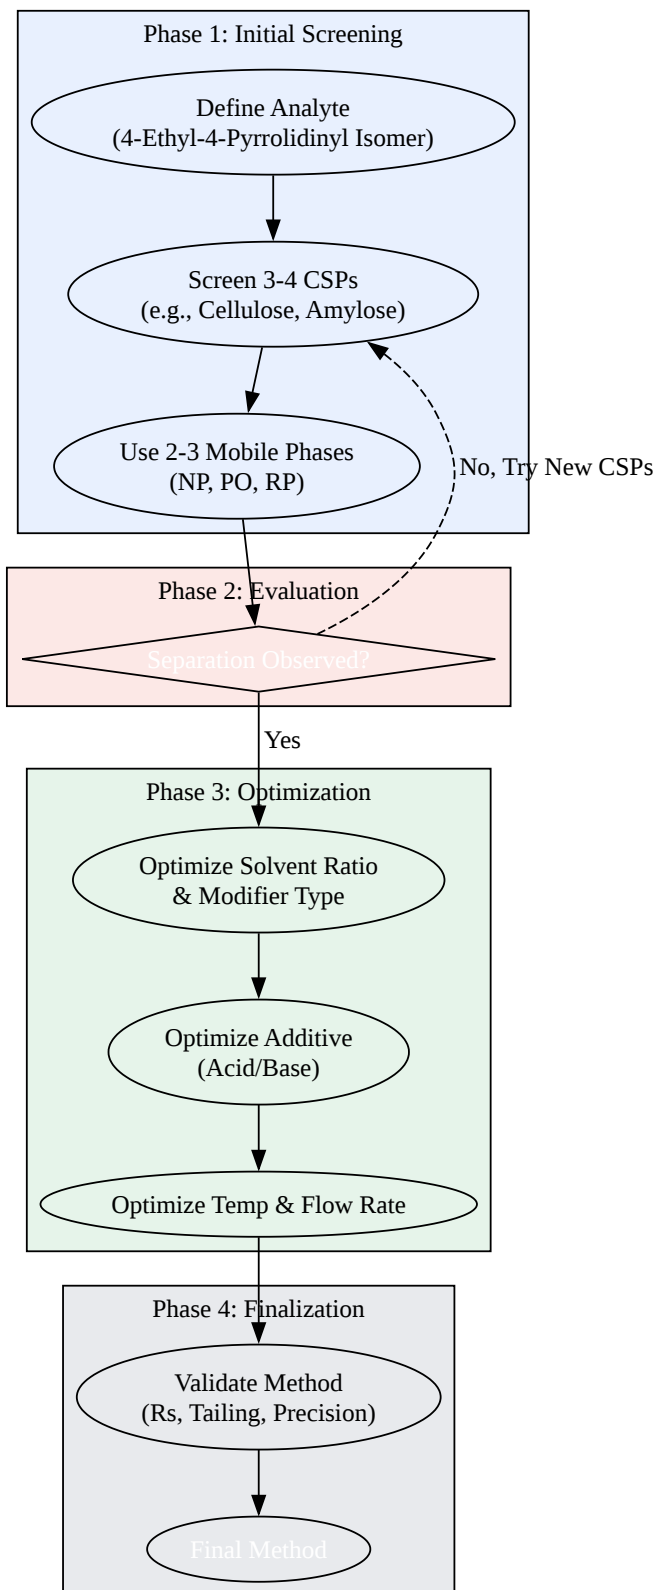 Phase 1: Initial Screening
Define Analyte
(4-Ethyl-4-Pyrrolidinyl Isomer)
Screen 3-4 CSPs
(e.g., Cellulose, Amylose)
Use 2-3 Mobile Phases
(NP, PO, RP)
No, Try New CSPs
Phase 2: Evaluation
Separation Observed?
Yes
Phase 3: Optimization
Optimize Solvent Ratio
& Modifier Type
Optimize Additive
(Acid/Base)
Optimize Temp & Flow Rate
Phase 4: Finalization
Validate Method
(Rs, Tailing, Precision)
Final Method